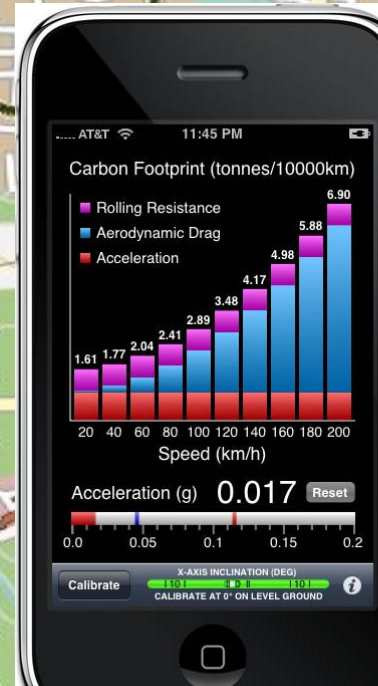 AT&T 11:45 PM
Carbon Footprint (tonnes/10000km)
Rolling Resistance
Aerodynamic Drag
Acceleration
1.61 1.77 2.04 2.41 2.89 3.48 4.17 4.98 5.88 6.90
20 40 60 80 100 120 140 160 180 200
Speed (km/h)
Acceleration (g) 0.017 Reset
0.0 0.05 0.1 0.15 0.2
Calibrate
X-AXIS INCLINATION (DEG)
10 0 10
CALIBRATE AT 0° ON LEVEL GROUND
i